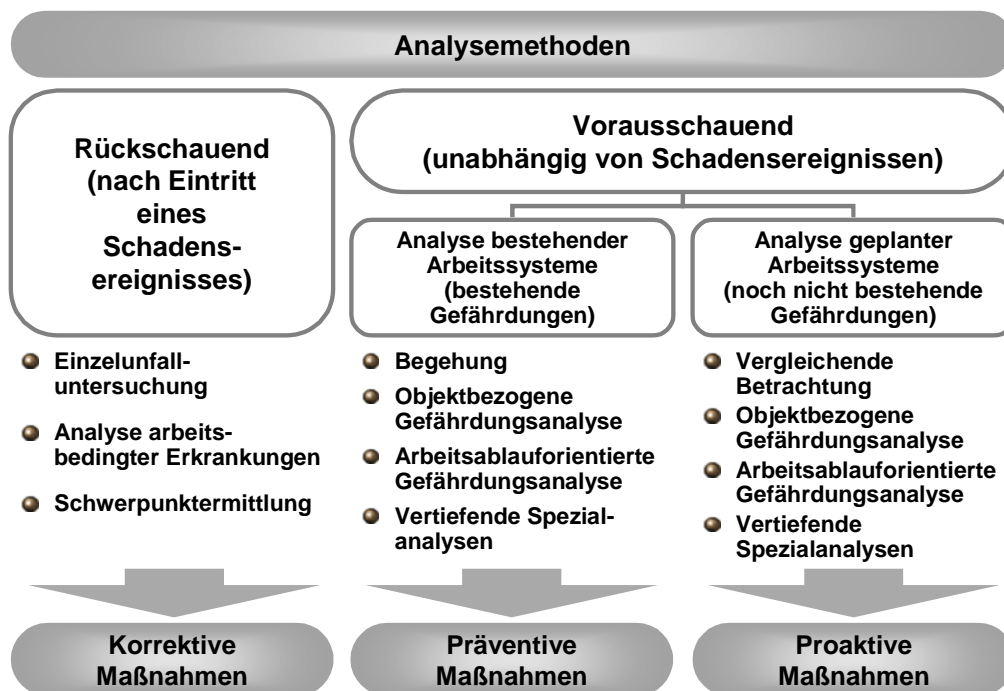 Analysemethoden
Rückschauend
(nach Eintritt
eines
Schadens-
ereignisses)
Vorausschauend
(unabhängig von Schadensereignissen)
Analyse bestehender
Arbeitssysteme
(bestehende
Gefährdungen)
Analyse geplanter
Arbeitssysteme
(noch nicht bestehende
Gefährdungen)
Einzelunfall-
untersuchung
Analyse arbeits-
bedingter Erkrankungen
Schwerpunktermittlung
Begehung
Objektbezogene
Gefährdungsanalyse
Arbeitsablauforientierte
Gefährdungsanalyse
Vertiefende Spezial-
analysen
Vergleichende
Betrachtung
Objektbezogene
Gefährdungsanalyse
Arbeitsablauforientierte
Gefährdungsanalyse
Vertiefende
Spezialanalysen
Korrektive
Maßnahmen
Präventive
Maßnahmen
Proaktive
Maßnahmen